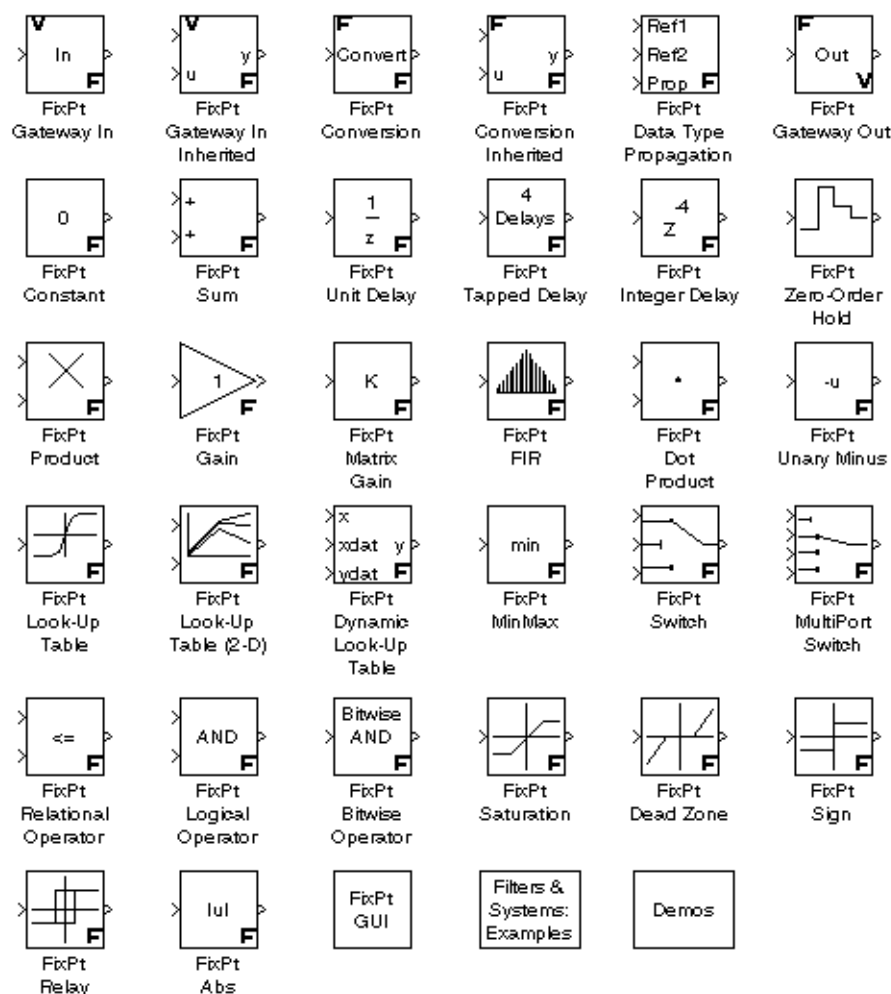 V In F
V y u F
F Convert F
F y u F
Ref1 Ref2 Prop F
F Out V
FixPt Gateway In
FixPt Gateway In Inherited
FixPt Conversion
FixPt Conversion Inherited
FixPt Data Type Propagation
FixPt Gateway Out
0 F
+ + F
1 z F
4 Delays F
Z -4 F
F
FixPt Constant
FixPt Sum
FixPt Unit Delay
FixPt Tapped Delay
FixPt Integer Delay
FixPt Zero-Order Hold
F
1 F
K F
F
F
-u F
FixPt Product
FixPt Gain
FixPt Matrix Gain
FixPt FIR
FixPt Dot Product
FixPt Unary Minus
F
F
x xdat y ydat F
min F
F
F
FixPt Look-Up Table
FixPt Look-Up Table (2-D)
FixPt Dynamic Look-Up Table
FixPt MinMax
FixPt Switch
FixPt MultiPort Switch
<= F
AND F
Bitwise AND F
F
F
F
FixPt Relational Operator
FixPt Logical Operator
FixPt Bitwise Operator
FixPt Saturation
FixPt Dead Zone
FixPt Sign
F
|u| F
FixPt GUI
Filters & Systems: Examples
Demos
FixPt Relay
FixPt Abs